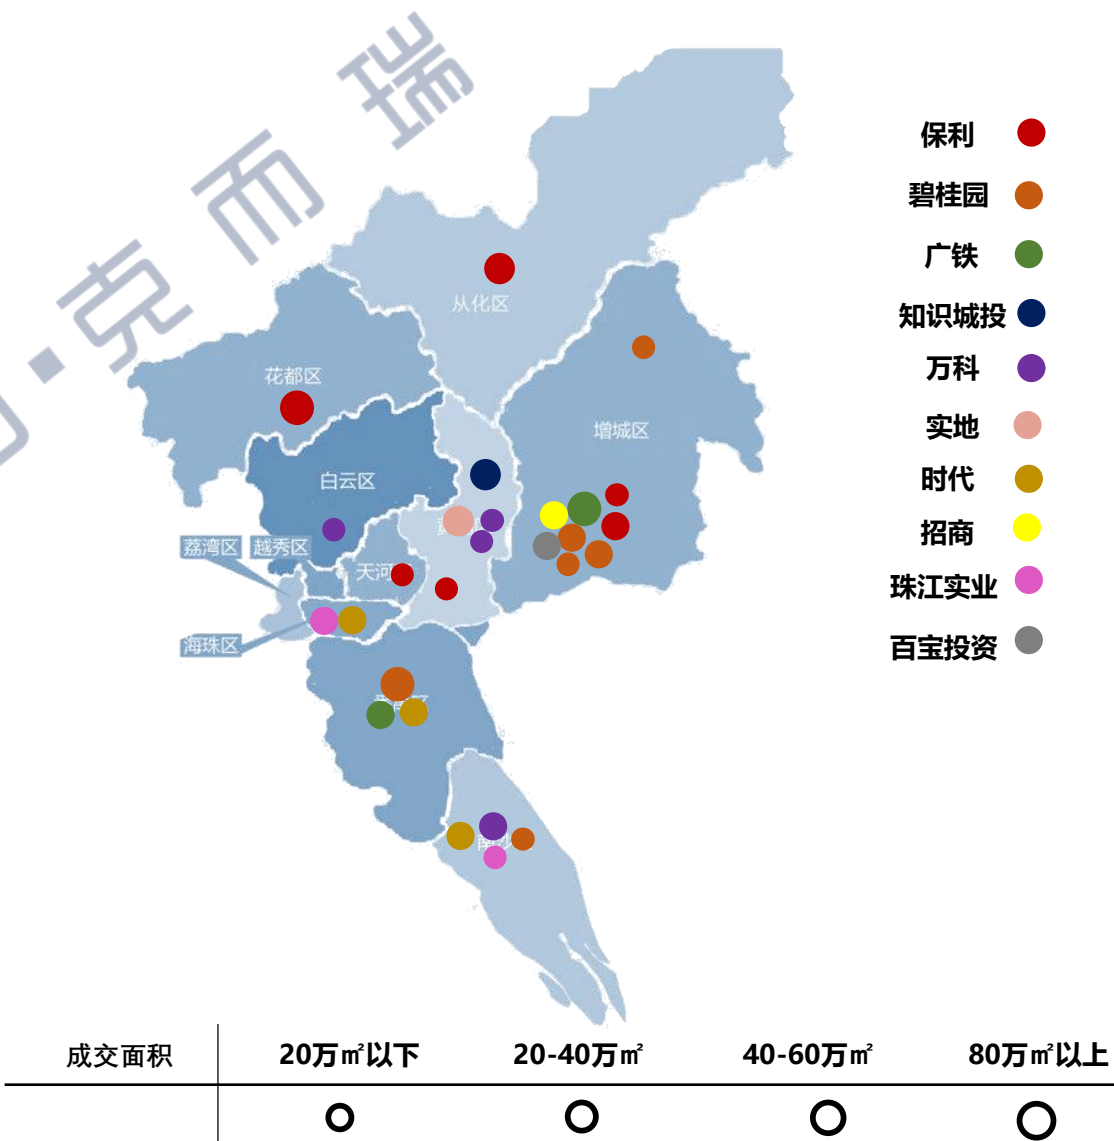 瑞
而
克
·
保利
碧桂园
广铁
知识城投
万科
实地
时代
招商
珠江实业
百宝投资
从化区
花都区
增城区
白云区
荔湾区
越秀区
天河
海珠区
区
南沙
成交面积
20万㎡以下
20-40万㎡
40-60万㎡
80万㎡以上